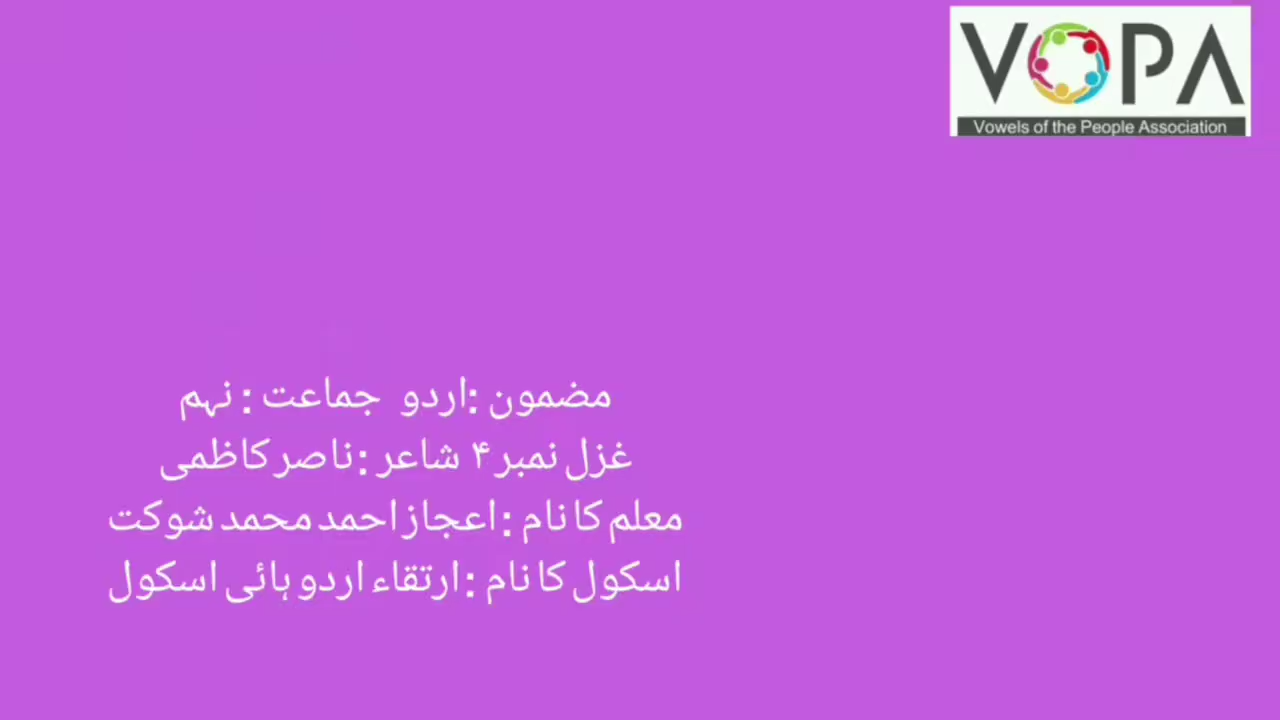 VOPA
Vowels of the People Association
مضمون :اردو جماعت : نہم
غزل نمبر ۴ شاعر :ناصر کاظمی
معلم کا نام : اعجاز احمد محمد شوکت
اسکول کا نام : ارتقاء اردو ہائی اسکول